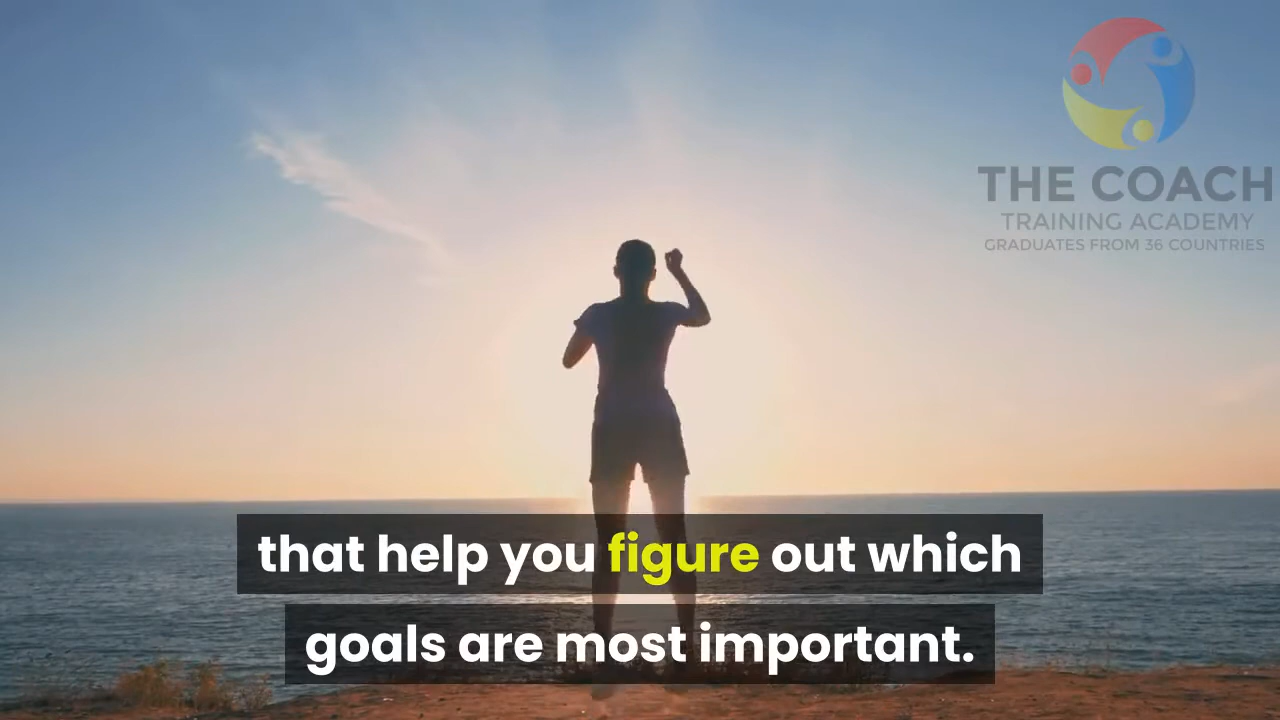 THE COACH
TRAINING ACADEMY
GRADUATES FROM 36 COUNTRIES
that help you figure out which
goals are most important.